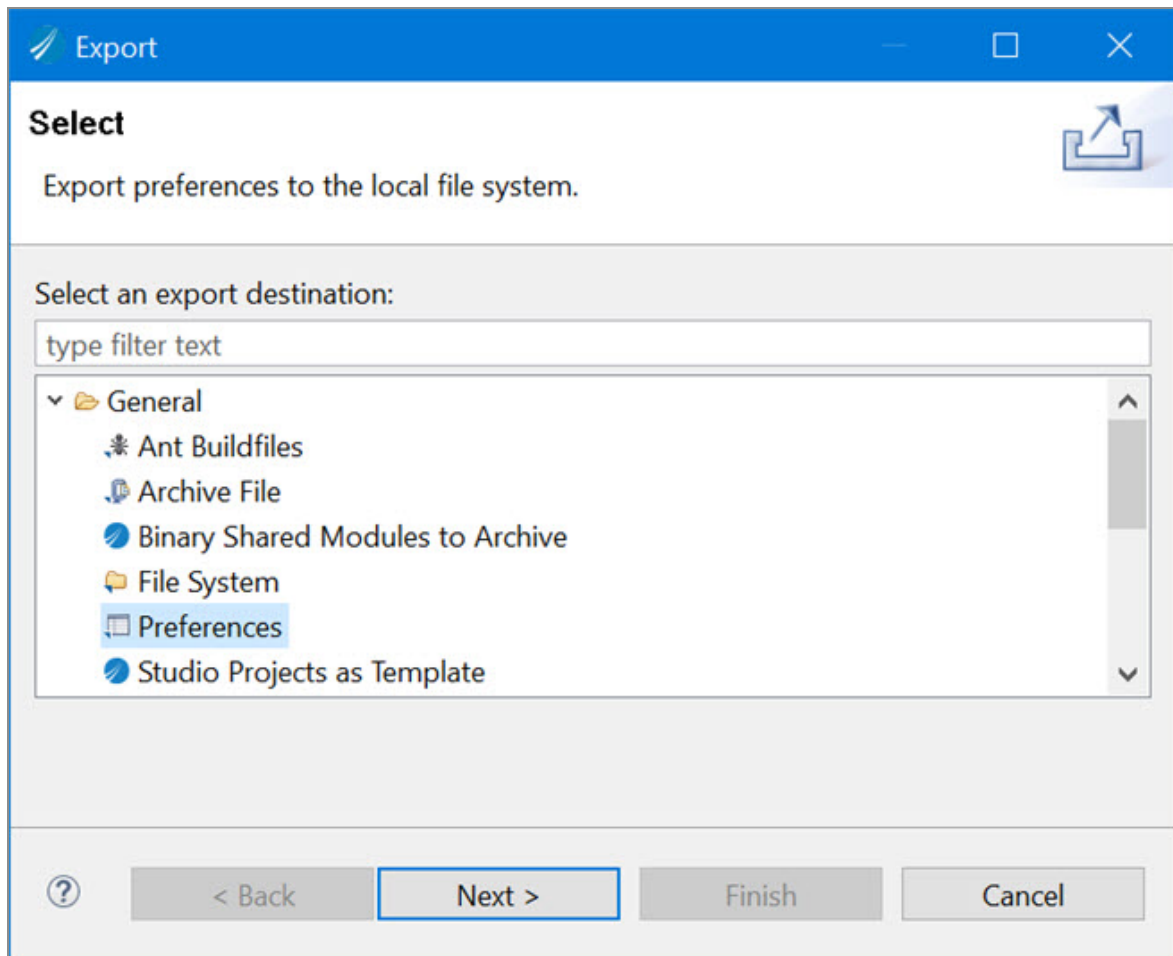 Export
Select
Export preferences to the local file system.
Select an export destination:
type filter text
General
Ant Buildfiles
Archive File
Binary Shared Modules to Archive
File System
Preferences
Studio Projects as Template
?
< Back Next > Finish Cancel